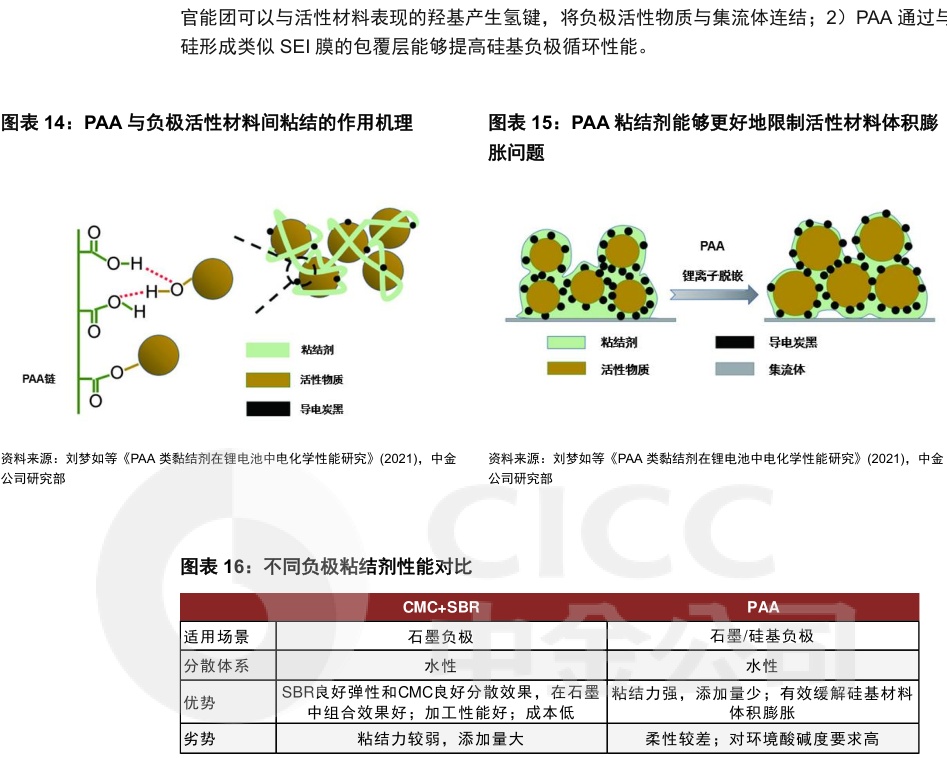 官能团可以与活性材料表现的羟基产生氢键，将负极活性物质与集流体连结；2）PAA 通过与
硅形成类似 SEI 膜的包覆层能够提高硅基负极循环性能。
图表 14：PAA 与负极活性材料间粘结的作用机理
图表 15：PAA 粘结剂能够更好地限制活性材料体积膨
胀问题
O
O H
H O
O
H
O
PAA链
O
O
粘结剂
活性物质
导电炭黑
PAA
锂离子脱嵌
粘结剂
导电炭黑
活性物质
集流体
资料来源：刘梦如等《PAA 类黏结剂在锂电池中电化学性能研究》(2021)，中金
公司研究部
资料来源：刘梦如等《PAA 类黏结剂在锂电池中电化学性能研究》(2021)，中金
公司研究部
CICC
中金公司
图表 16：不同负极粘结剂性能对比
CMC+SBR PAA
适用场景 石墨负极 石墨/硅基负极
分散体系 水性 水性
优势 SBR良好弹性和CMC良好分散效果，在石墨 粘结力强，添加量少；有效缓解硅基材料
中组合效果好；加工性能好；成本低 体积膨胀
劣势 粘结力较弱，添加量大 柔性较差；对环境酸碱度要求高